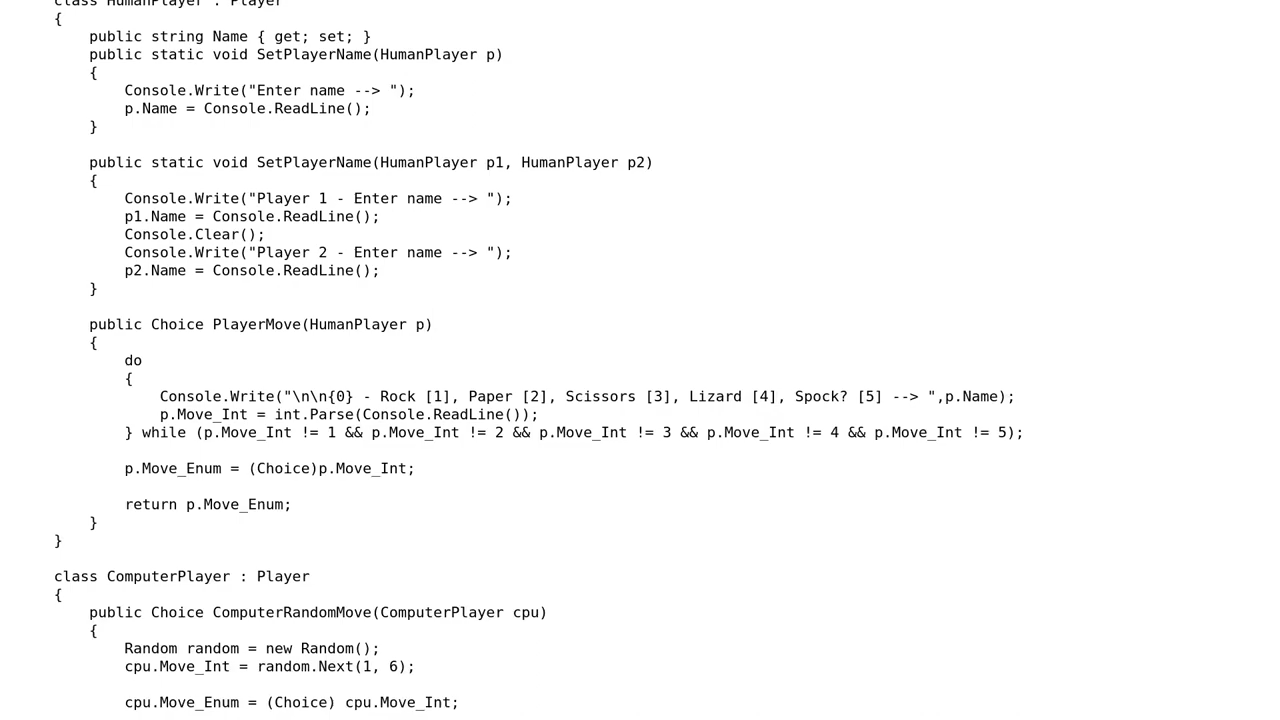 class HumanPlayer : Player
{
    public string Name { get; set; }
    public static void SetPlayerName(HumanPlayer p)
    {
        Console.Write("Enter name --> ");
        p.Name = Console.ReadLine();
    }

    public static void SetPlayerName(HumanPlayer p1, HumanPlayer p2)
    {
        Console.Write("Player 1 - Enter name --> ");
        p1.Name = Console.ReadLine();
        Console.Clear();
        Console.Write("Player 2 - Enter name --> ");
        p2.Name = Console.ReadLine();
    }

    public Choice PlayerMove(HumanPlayer p)
    {
        do
        {
            Console.Write("\n\n{0} - Rock [1], Paper [2], Scissors [3], Lizard [4], Spock? [5] --> ",p.Name);
            p.Move_Int = int.Parse(Console.ReadLine());
        } while (p.Move_Int != 1 && p.Move_Int != 2 && p.Move_Int != 3 && p.Move_Int != 4 && p.Move_Int != 5);

        p.Move_Enum = (Choice)p.Move_Int;

        return p.Move_Enum;
    }
}

class ComputerPlayer : Player
{
    public Choice ComputerRandomMove(ComputerPlayer cpu)
    {
        Random random = new Random();
        cpu.Move_Int = random.Next(1, 6);

        cpu.Move_Enum = (Choice) cpu.Move_Int;